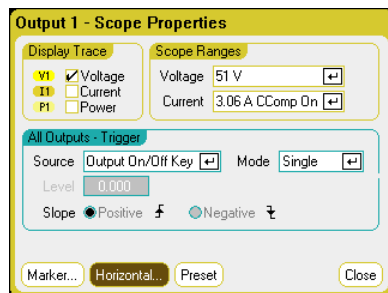 Output 1 - Scope Properties
Display Trace
V1 Voltage
I1 Current
P1 Power
Scope Ranges
Voltage 51 V
Current 3.06 A CComp On
All Outputs - Trigger
Source Output On/Off Key Mode Single
Level 0.000
Slope Positive Negative
Marker... Horizontal... Preset Close